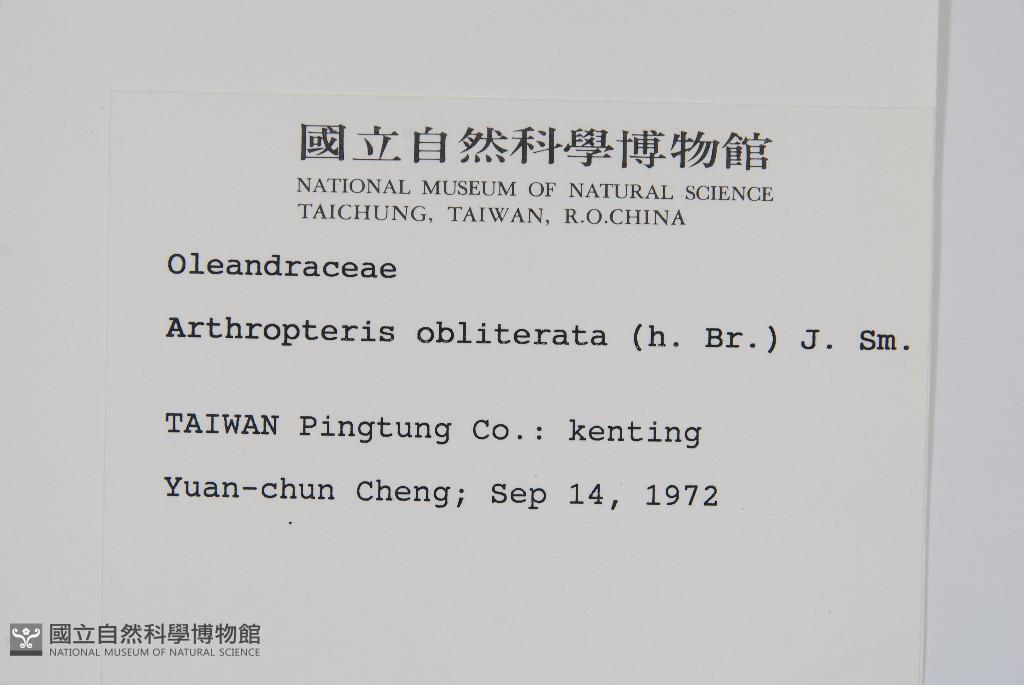 國立自然科學博物館
NATIONAL MUSEUM OF NATURAL SCIENCE
TAICHUNG, TAIWAN, R.O.CHINA
Oleandraceae
Arthropteris obliterata (h. Br.) J. Sm.
TAIWAN Pingtung Co.: kenting
Yuan-chun Cheng; Sep 14, 1972
國立自然科學博物館
NATIONAL MUSEUM OF NATURAL SCIENCE